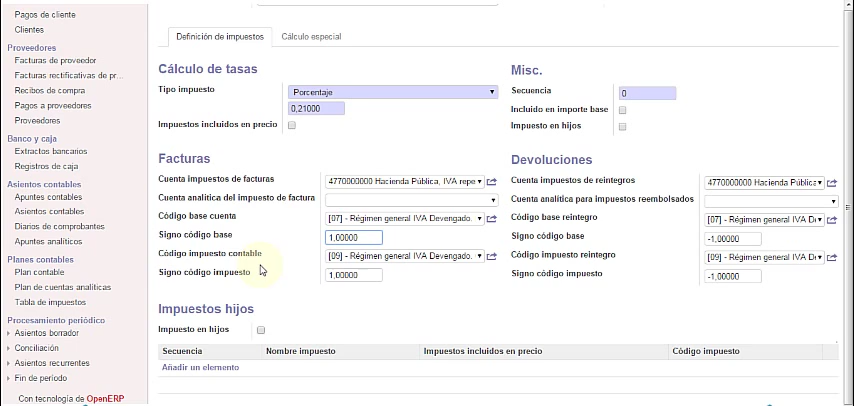 Pagos de cliente
Clientes
Proveedores
Facturas de proveedor
Facturas rectificativas de pr...
Recibos de compra
Pagos a proveedores
Proveedores
Banco y caja
Extractos bancarios
Registros de caja
Asientos contables
Apuntes contables
Asientos contables
Diarios de comprobantes
Apuntes analíticos
Planes contables
Plan contable
Plan de cuentas analíticas
Tabla de impuestos
Procesamiento periódico
Asientos borrador
Conciliación
Asientos recurrentes
Fin de período
Con tecnología de OpenERP
Definición de impuestos Cálculo especial
Cálculo de tasas
Tipo impuesto Porcentaje
0,21000
Impuestos incluidos en precio
Misc.
Secuencia 0
Incluido en importe base
Impuesto en hijos
Facturas
Cuenta impuestos de facturas 4770000000 Hacienda Pública, IVA repe
Cuenta analítica del impuesto de factura
Código base cuenta [07] - Régimen general IVA Devengado.
Signo código base 1,00000
Código impuesto contable [09] - Régimen general IVA Devengado.
Signo código impuesto 1,00000
Devoluciones
Cuenta impuestos de reintegros 4770000000 Hacienda Pública
Cuenta analítica para impuestos reembolsados
Código base reintegro [07] - Régimen general IVA D
Signo código base -1,00000
Código impuesto reintegro [09] - Régimen general IVA D
Signo código impuesto -1,00000
Impuestos hijos
Impuesto en hijos
Secuencia Nombre impuesto Impuestos incluidos en precio Código impuesto
Añadir un elemento